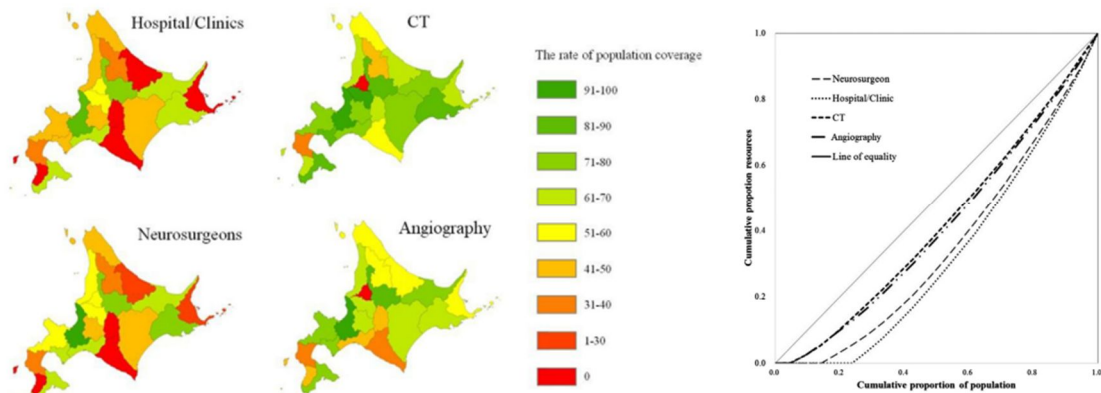 Hospital/Clinics
CT
Neurosurgeons
Angiography
The rate of population coverage
91-100
81-90
71-80
61-70
51-60
41-50
31-40
1-30
0
1.0
0.8
0.6
0.4
0.2
0.0
Cumulative propotion resources
Neurosurgeon
Hospital/Clinic
CT
Angiography
Line of equality
0.0
0.2
0.4
0.6
0.8
1.0
Cumulative proportion of population